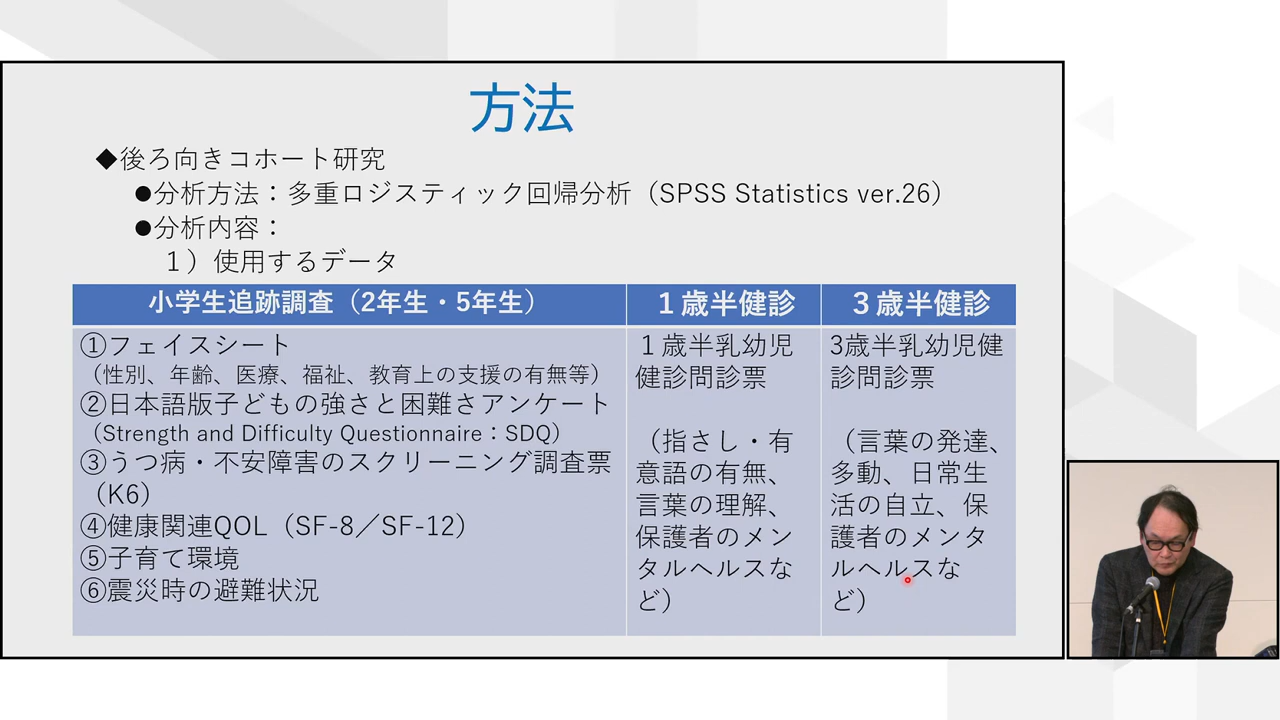 方法
◆後ろ向きコホート研究
●分析方法：多重ロジスティック回帰分析（SPSS Statistics ver.26）
●分析内容：
１）使用するデータ
小学生追跡調査（2年生・5年生）
①フェイスシート
（性別、年齢、医療、福祉、教育上の支援の有無等）
②日本語版子どもの強さと困難さアンケート
（Strength and Difficulty Questionnaire：SDQ）
③うつ病・不安障害のスクリーニング調査票
（K6）
④健康関連QOL（SF-8／SF-12）
⑤子育て環境
⑥震災時の避難状況
１歳半健診
１歳半乳幼児
健診問診票
（指さし・有
意語の有無、
言葉の理解、
保護者のメン
タルヘルスな
ど）
３歳半健診
3歳半乳幼児健
診問診票
（言葉の発達、
多動、日常生
活の自立、保
護者のメンタ
ルヘルスな
ど）